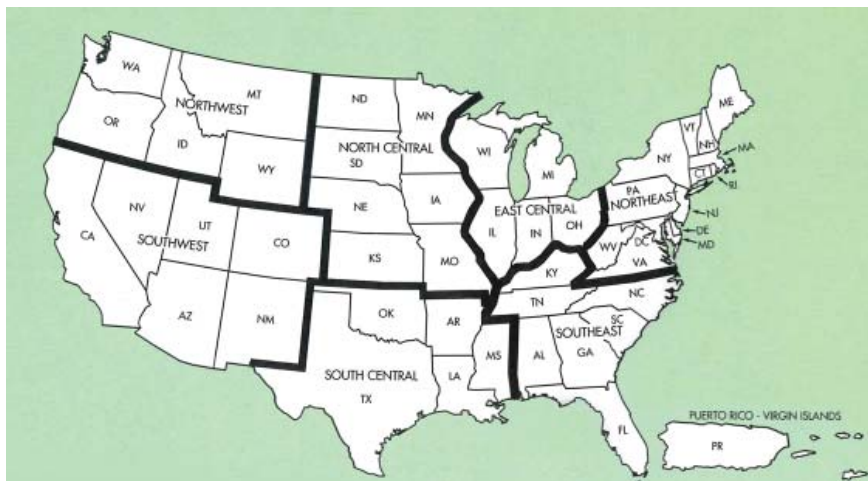 WA
MT
ND
MN
ME
NORTHWEST
VT
NH
MA
OR
ID
NORTH CENTRAL
SD
WI
NY
WY
MI
CT
RI
PA
NORTHEAST
NE
IA
EAST CENTRAL
NJ
NV
UT
IL
IN
OH
DE
MD
CA
SOUTHWEST
CO
WV
DC
VA
KS
MO
KY
NC
TN
AZ
NM
OK
AR
SC
SOUTHEAST
MS
AL
GA
SOUTH CENTRAL
LA
TX
FL
PUERTO RICO - VIRGIN ISLANDS
PR